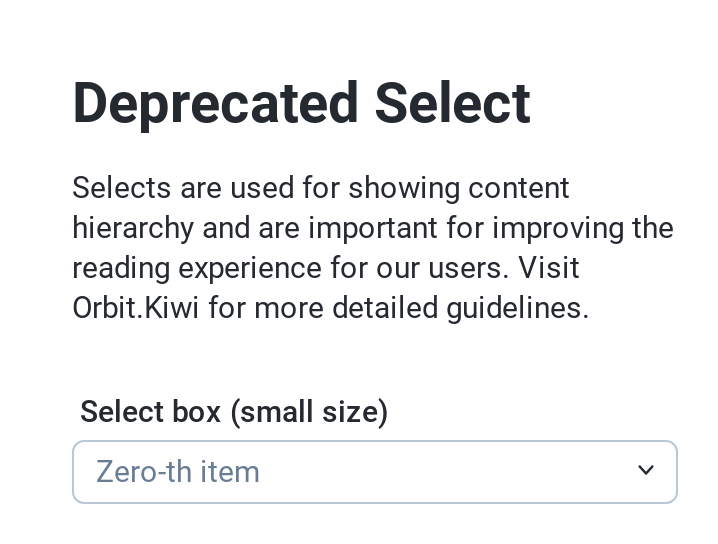 Deprecated Select
Selects are used for showing content
hierarchy and are important for improving the
reading experience for our users. Visit
Orbit.Kiwi for more detailed guidelines.
Select box (small size)
Zero-th item